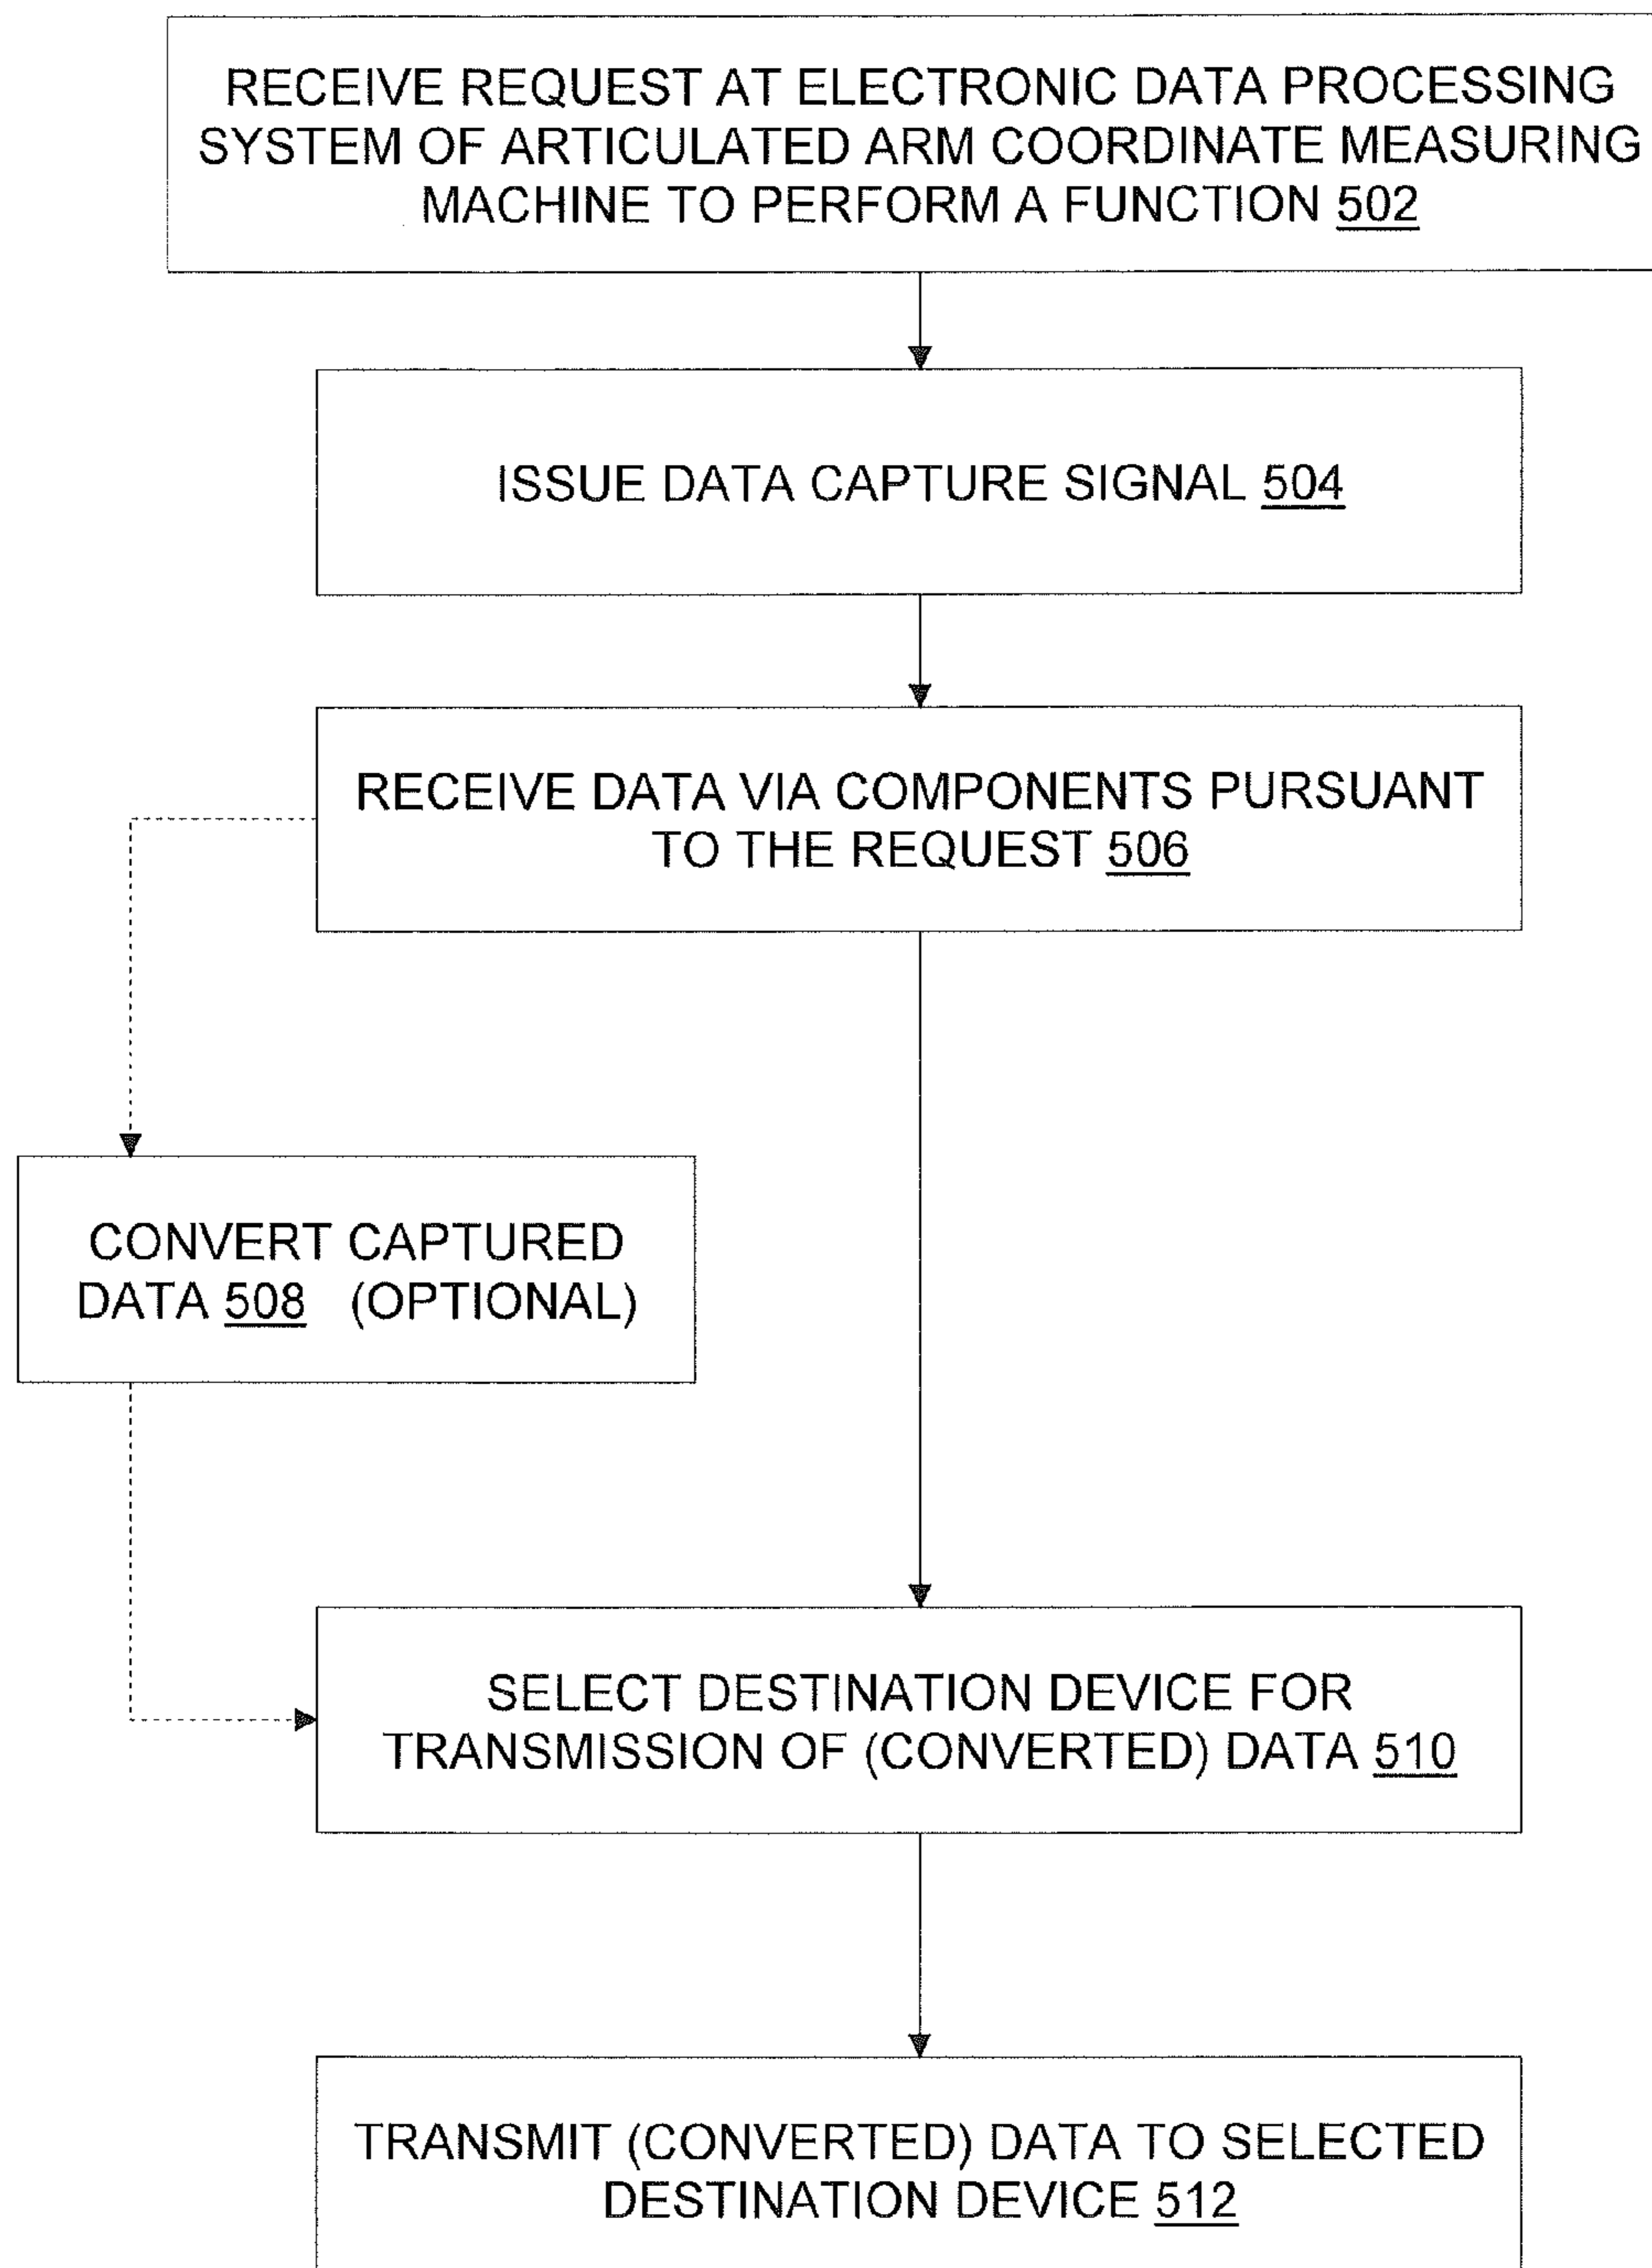 RECEIVE REQUEST AT ELECTRONIC DATA PROCESSING
SYSTEM OF ARTICULATED ARM COORDINATE MEASURING
MACHINE TO PERFORM A FUNCTION 502
ISSUE DATA CAPTURE SIGNAL 504
RECEIVE DATA VIA COMPONENTS PURSUANT
TO THE REQUEST 506
CONVERT CAPTURED
DATA 508 (OPTIONAL)
SELECT DESTINATION DEVICE FOR
TRANSMISSION OF (CONVERTED) DATA 510
TRANSMIT (CONVERTED) DATA TO SELECTED
DESTINATION DEVICE 512